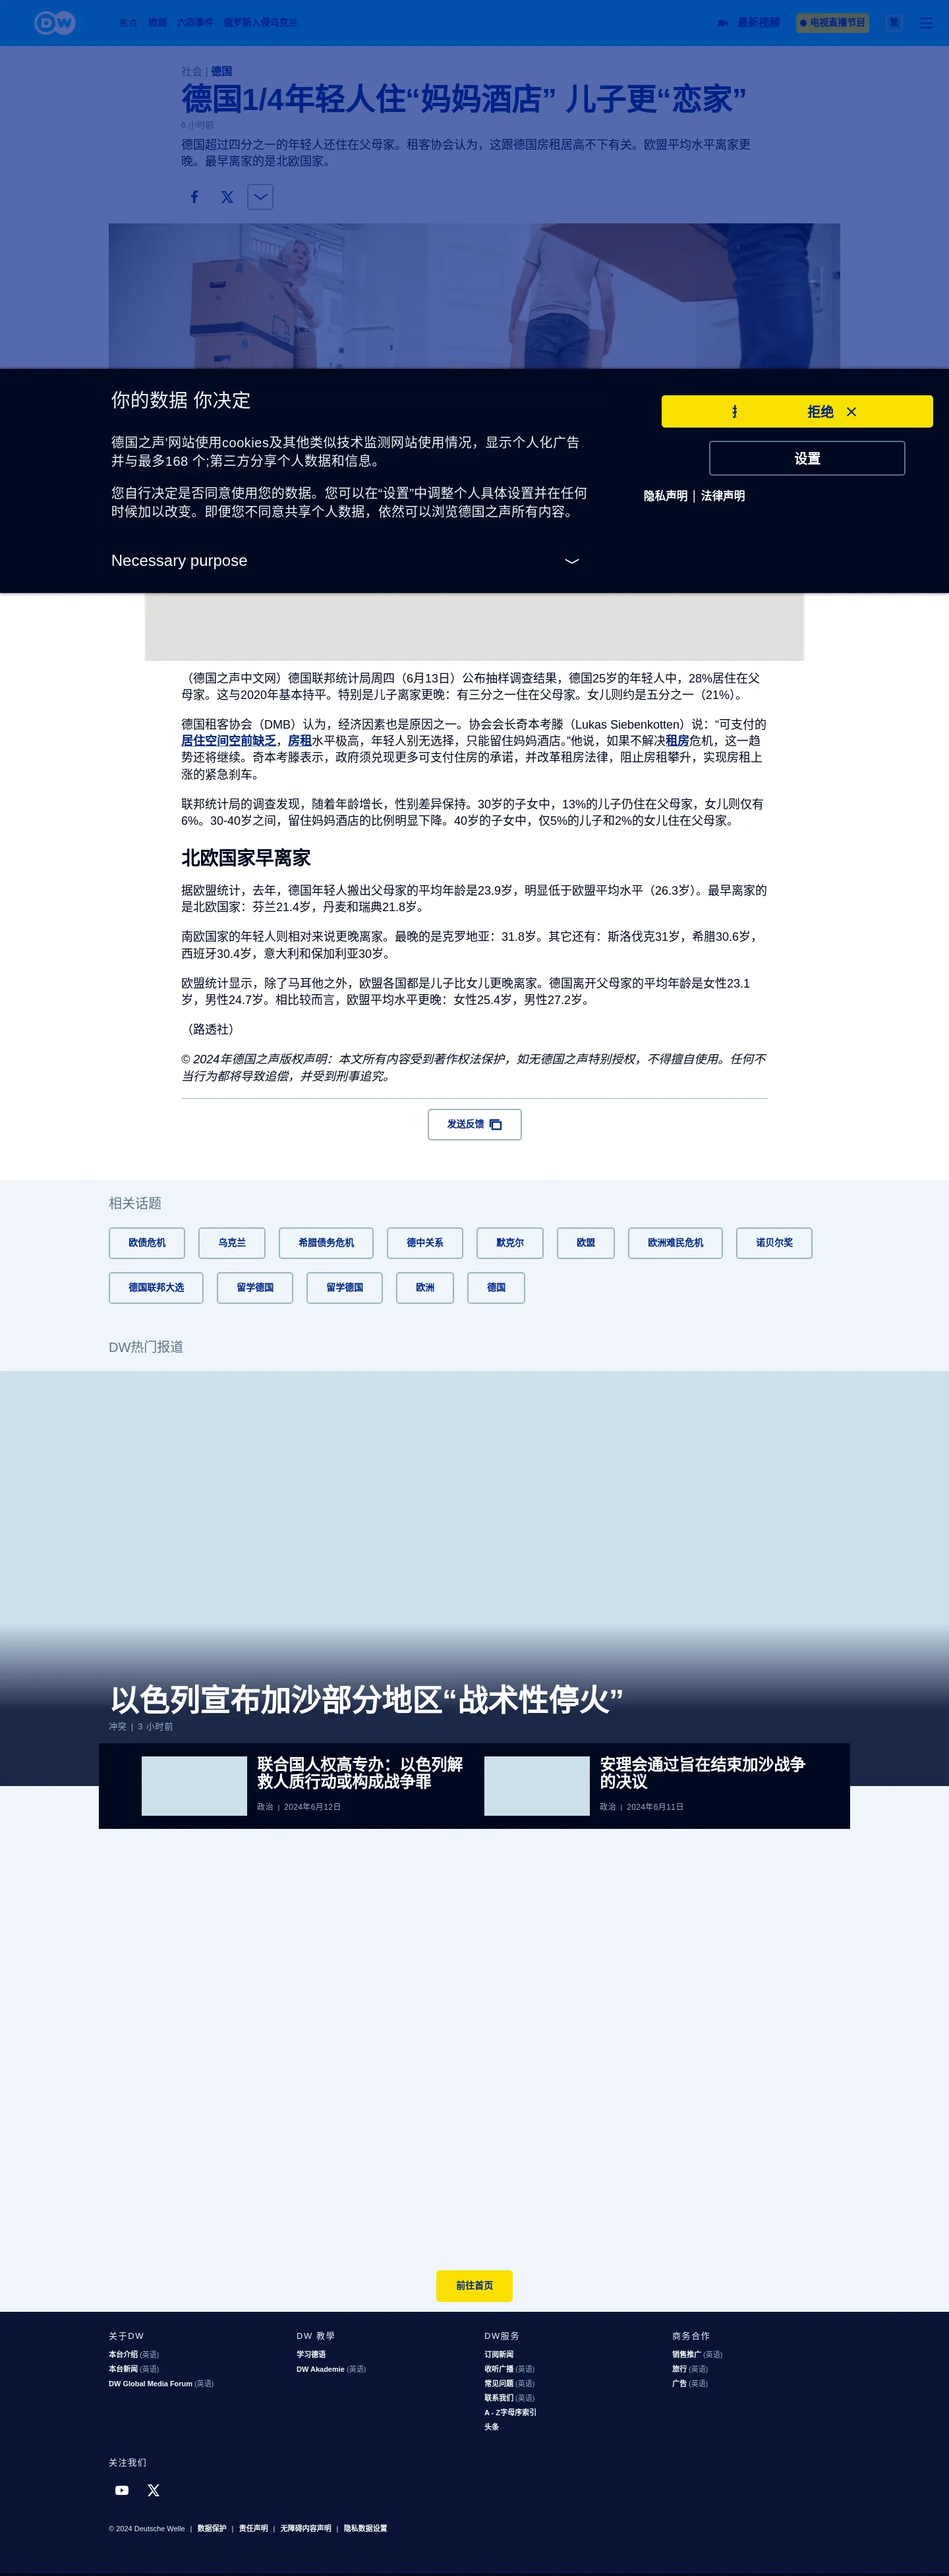 DW
焦点 欧盟 六四事件 俄罗斯入侵乌克兰
最新视频 电视直播节目 繁
社会 | 德国
德国1/4年轻人住“妈妈酒店” 儿子更“恋家”
6 小时前
德国超过四分之一的年轻人还住在父母家。租客协会认为，这跟德国房租居高不下有关。欧盟平均水平离家更
晚。最早离家的是北欧国家。
你的数据 你决定
德国之声’网站使用cookies及其他类似技术监测网站使用情况，显示个人化广告
并与最多168 个;第三方分享个人数据和信息。
您自行决定是否同意使用您的数据。您可以在“设置”中调整个人具体设置并在任何
时候加以改变。即便您不同意共享个人数据，依然可以浏览德国之声所有内容。
Necessary purpose
拒绝
设置
隐私声明 | 法律声明
（德国之声中文网）德国联邦统计局周四（6月13日）公布抽样调查结果，德国25岁的年轻人中，28%居住在父
母家。这与2020年基本持平。特别是儿子离家更晚：有三分之一住在父母家。女儿则约是五分之一（21%）。
德国租客协会（DMB）认为，经济因素也是原因之一。协会会长奇本考滕（Lukas Siebenkotten）说：“可支付的
居住空间空前缺乏，房租水平极高，年轻人别无选择，只能留住妈妈酒店。”他说，如果不解决租房危机，这一趋
势还将继续。奇本考滕表示，政府须兑现更多可支付住房的承诺，并改革租房法律，阻止房租攀升，实现房租上
涨的紧急刹车。
联邦统计局的调查发现，随着年龄增长，性别差异保持。30岁的子女中，13%的儿子仍住在父母家，女儿则仅有
6%。30-40岁之间，留住妈妈酒店的比例明显下降。40岁的子女中，仅5%的儿子和2%的女儿住在父母家。
北欧国家早离家
据欧盟统计，去年，德国年轻人搬出父母家的平均年龄是23.9岁，明显低于欧盟平均水平（26.3岁）。最早离家的
是北欧国家：芬兰21.4岁，丹麦和瑞典21.8岁。
南欧国家的年轻人则相对来说更晚离家。最晚的是克罗地亚：31.8岁。其它还有：斯洛伐克31岁，希腊30.6岁，
西班牙30.4岁，意大利和保加利亚30岁。
欧盟统计显示，除了马耳他之外，欧盟各国都是儿子比女儿更晚离家。德国离开父母家的平均年龄是女性23.1
岁，男性24.7岁。相比较而言，欧盟平均水平更晚：女性25.4岁，男性27.2岁。
（路透社）
© 2024年德国之声版权声明：本文所有内容受到著作权法保护，如无德国之声特别授权，不得擅自使用。任何不
当行为都将导致追偿，并受到刑事追究。
发送反馈
相关话题
欧债危机 乌克兰 希腊债务危机 德中关系 默克尔 欧盟 欧洲难民危机 诺贝尔奖
德国联邦大选 留学德国 留学德国 欧洲 德国
DW热门报道
以色列宣布加沙部分地区“战术性停火”
冲突 | 3 小时前
联合国人权高专办：以色列解
救人质行动或构成战争罪
政治 | 2024年6月12日
安理会通过旨在结束加沙战争
的决议
政治 | 2024年6月11日
前往首页
关于DW
本台介绍 (英语)
本台新闻 (英语)
DW Global Media Forum (英语)
DW 教學
学习德语
DW Akademie (英语)
DW服务
订阅新闻
收听广播 (英语)
常见问题 (英语)
联系我们 (英语)
A - Z字母序索引
头条
商务合作
销售推广 (英语)
旅行 (英语)
广告 (英语)
关注我们
© 2024 Deutsche Welle | 数据保护 | 责任声明 | 无障碍内容声明 | 隐私数据设置